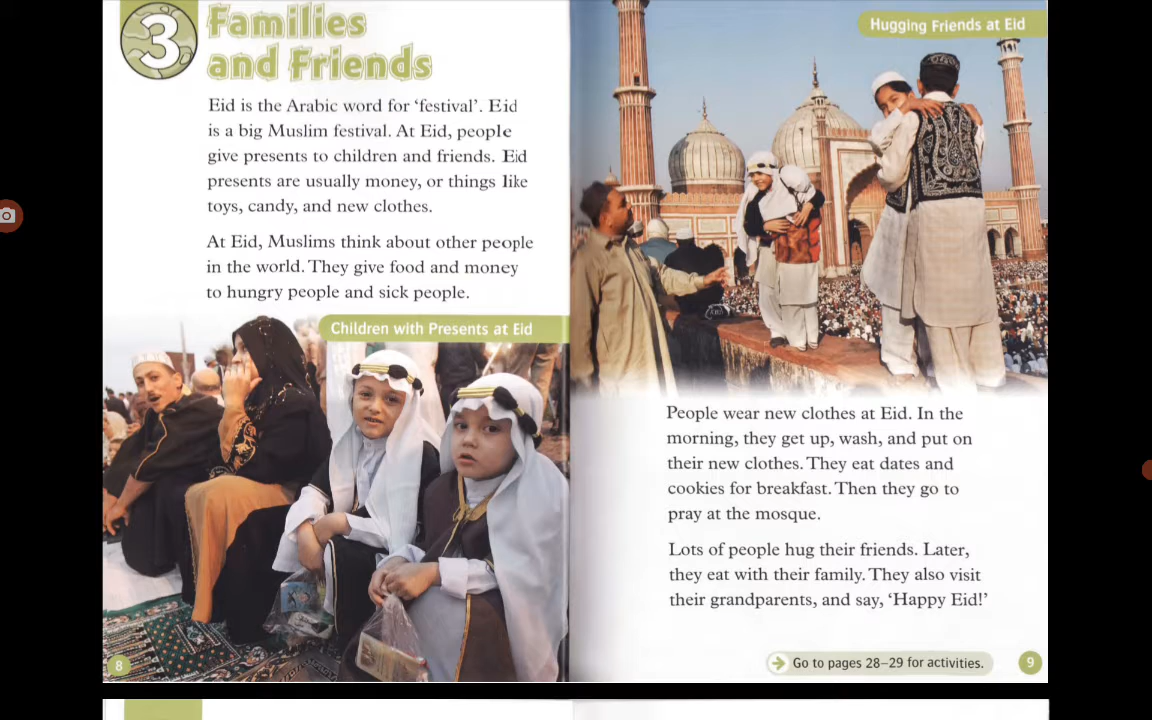 3
Families
and Friends
Eid is the Arabic word for ‘festival’. Eid
is a big Muslim festival. At Eid, people
give presents to children and friends. Eid
presents are usually money, or things like
toys, candy, and new clothes.
At Eid, Muslims think about other people
in the world. They give food and money
to hungry people and sick people.
Children with Presents at Eid
8
Hugging Friends at Eid
People wear new clothes at Eid. In the
morning, they get up, wash, and put on
their new clothes. They eat dates and
cookies for breakfast. Then they go to
pray at the mosque.
Lots of people hug their friends. Later,
they eat with their family. They also visit
their grandparents, and say, ‘Happy Eid!’
Go to pages 28–29 for activities.
9